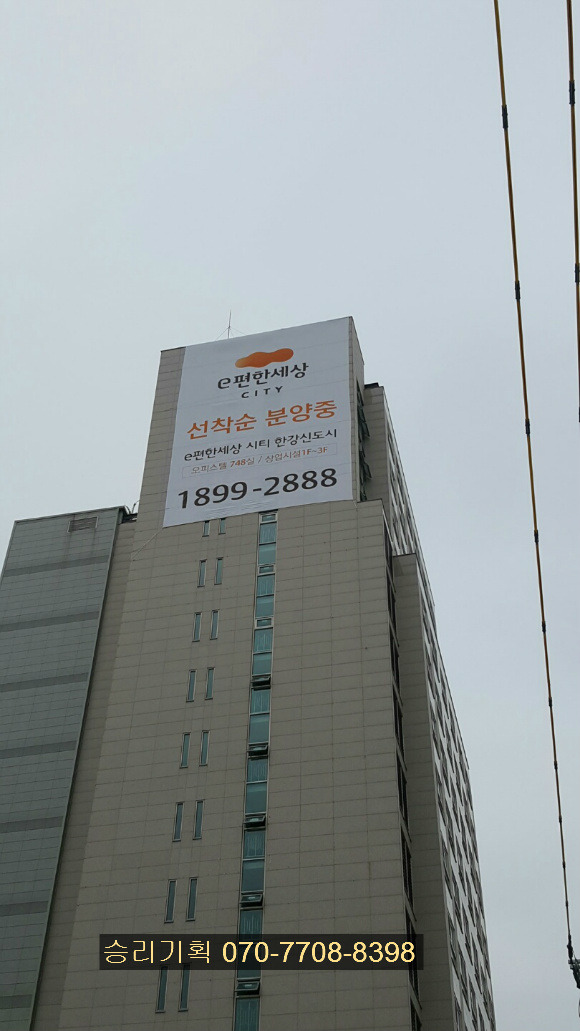 e편한세상
CITY
선착순 분양중
e편한세상 시티 한강신도시
오피스텔 748실 / 상업시설1F~3F
1899-2888
승리기획 070-7708-8398